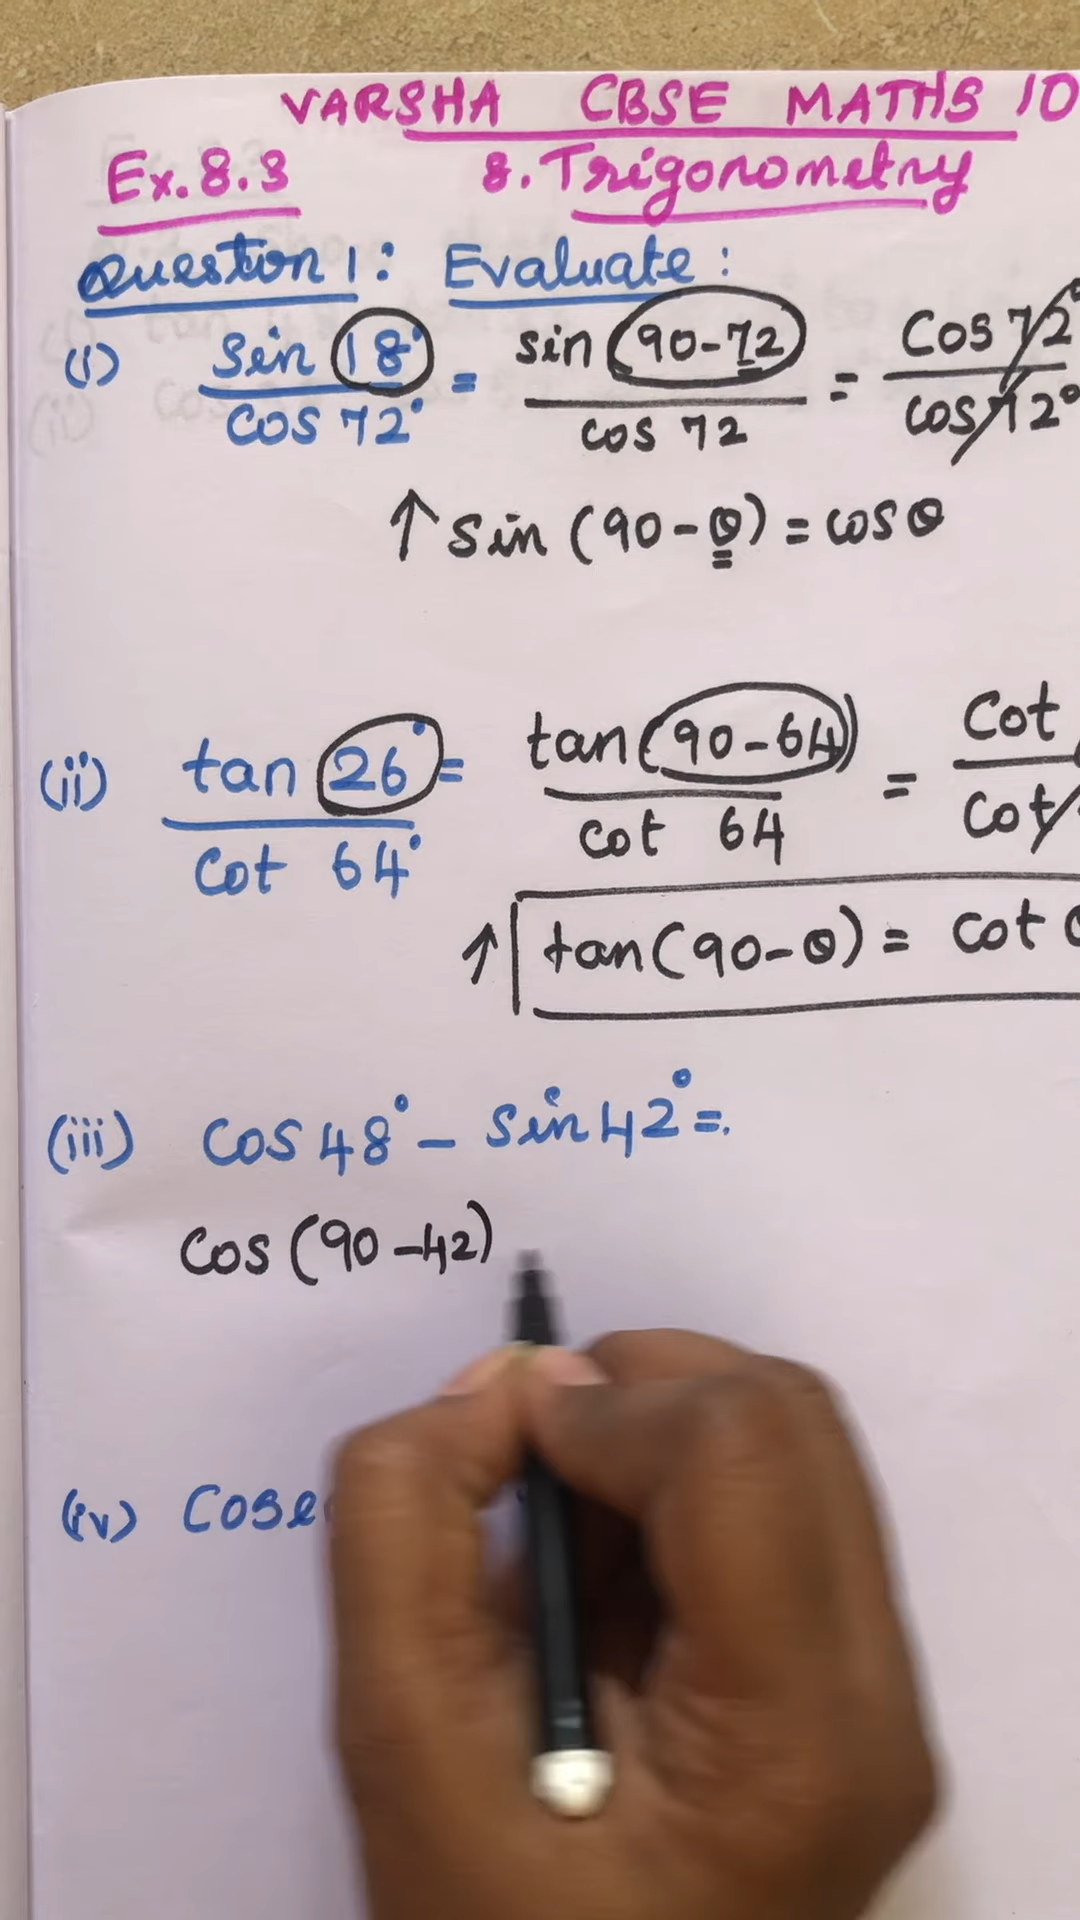 VARSHA CBSE MATHS 10
Ex. 8.3 8. Trigonometry
Question 1: Evaluate:
(i) sin 18° / cos 72° = sin (90-72) / cos 72 = Cos 72° / cos 72°
↑ sin (90-θ) = cos θ
(ii) tan 26° / cot 64° = tan (90-64) / cot 64 = Cot / Cot
↑ tan (90-θ) = cot θ
(iii) cos 48° - sin 42° =.
cos (90-42)
(iv) Cose